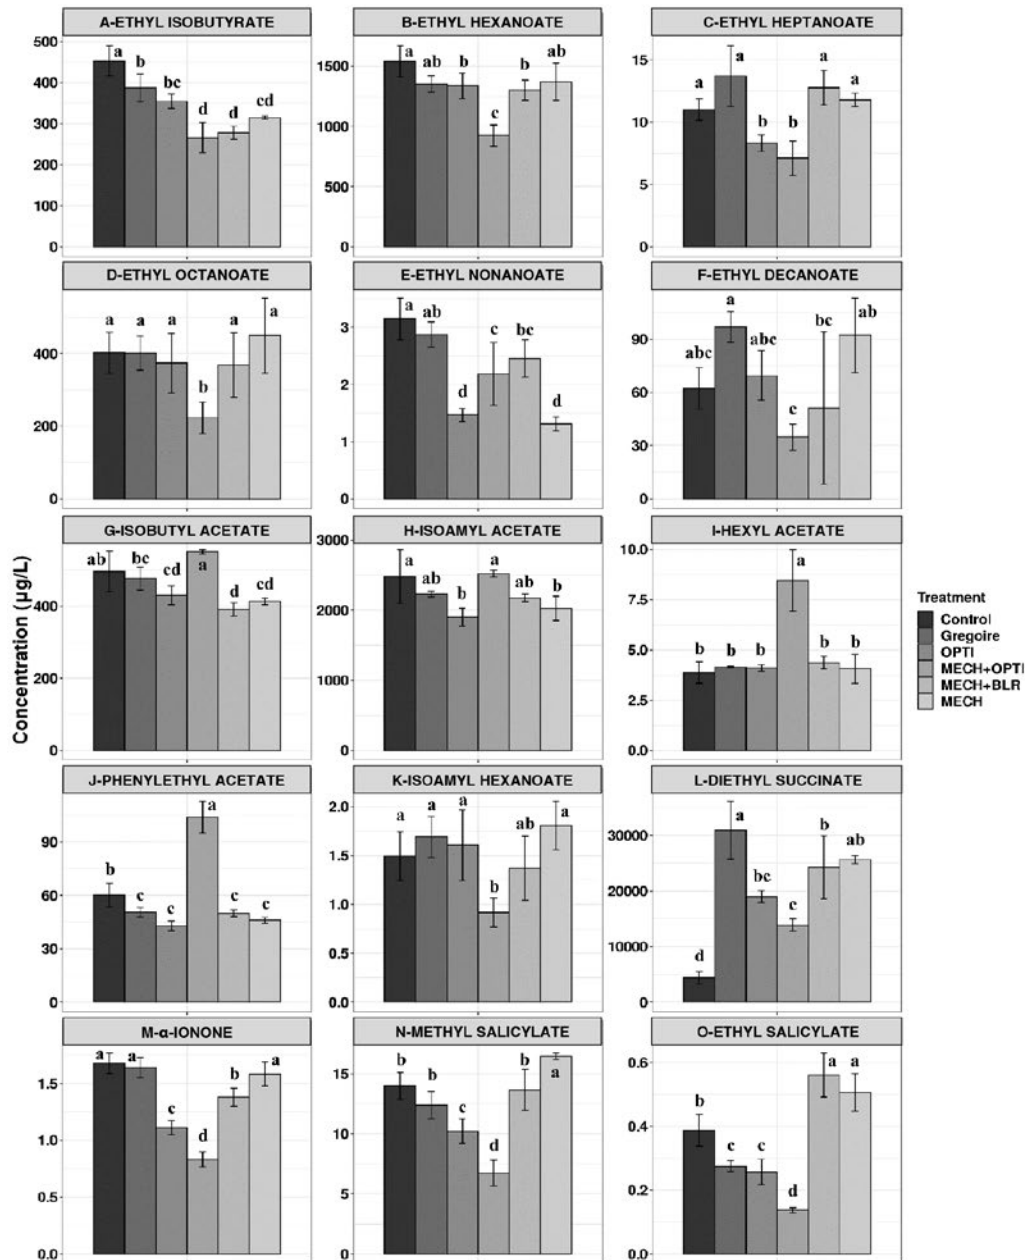 A-ETHYL ISOBUTYRATE
B-ETHYL HEXANOATE
C-ETHYL HEPTANOATE
500
400
300
200
100
0
a
b
bc
d
d
cd
1500
1000
500
0
a
ab
b
c
b
ab
15
10
5
0
a
a
b
b
a
a
D-ETHYL OCTANOATE
E-ETHYL NONANOATE
F-ETHYL DECANOATE
400
200
0
a
a
a
b
a
a
3
2
1
0
a
ab
d
c
bc
d
90
60
30
0
abc
a
abc
c
bc
ab
Concentration (µg/L)
G-ISOBUTYL ACETATE
H-ISOAMYL ACETATE
I-HEXYL ACETATE
400
200
0
ab
bc
cd
a
d
cd
3000
2000
1000
0
a
ab
b
a
ab
b
10.0
7.5
5.0
2.5
0.0
b
b
b
a
b
b
Treatment
Control
Gregoire
OPTI
MECH+OPTI
MECH+BLR
MECH
J-PHENYLETHYL ACETATE
K-ISOAMYL HEXANOATE
L-DIETHYL SUCCINATE
90
60
30
0
b
c
c
a
c
c
2.0
1.5
1.0
0.5
0.0
a
a
a
b
ab
a
30000
20000
10000
0
d
a
bc
c
b
ab
M-α-IONONE
N-METHYL SALICYLATE
O-ETHYL SALICYLATE
1.5
1.0
0.5
0.0
a
a
c
d
b
a
15
10
5
0
b
b
c
d
b
a
0.6
0.4
0.2
0.0
b
c
c
d
a
a